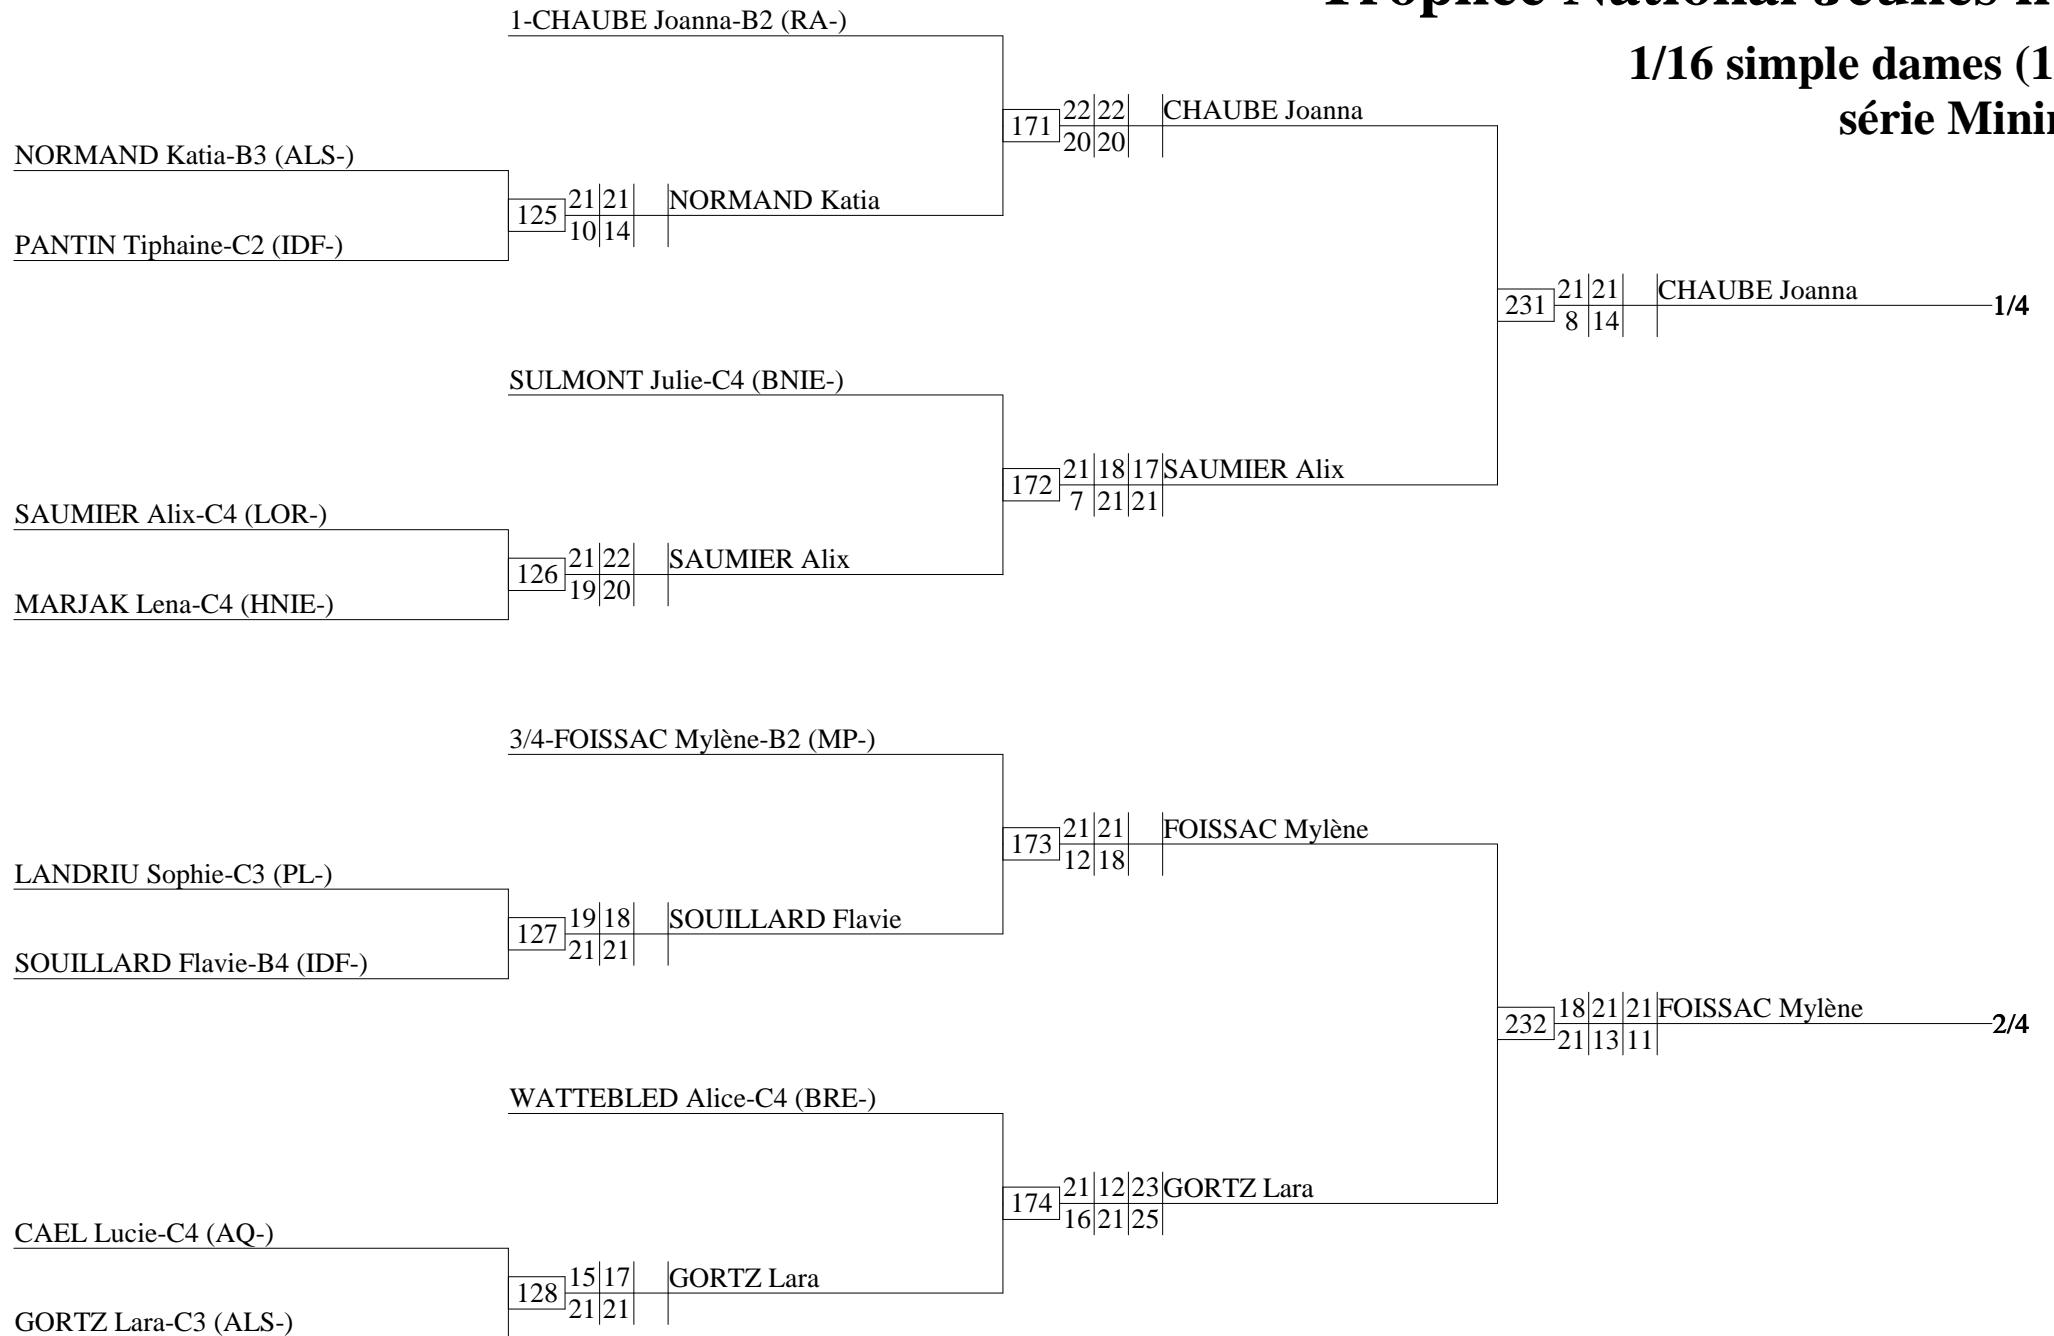 1-CHAUBE Joanna-B2 (RA-)
1/16 simple dames (1
série
22 22 CHAUBE Joanna
171
20 20
NORMAND Katia-B3 (ALS-)
21 21 NORMAND Katia
125
10 14
PANTIN Tiphaine-C2 (IDF-)
21 21 CHAUBE Joanna
231 1/4
8 14
SULMONT Julie-C4 (BNIE-)
21 18 17 SAUMIER Alix
172
7 21 21
SAUMIER Alix-C4 (LOR-)
21 22 SAUMIER Alix
126
19 20
MARJAK Lena-C4 (HNIE-)
3/4-FOISSAC Mylène-B2 (MP-)
21 21 FOISSAC Mylène
173
12 18
LANDRIU Sophie-C3 (PL-)
19 18 SOUILLARD Flavie
127
21 21
SOUILLARD Flavie-B4 (IDF-)
18 21 21 FOISSAC Mylène
232 2/4
21 13 11
WATTEBLED Alice-C4 (BRE-)
21 12 23 GORTZ Lara
174
16 21 25
CAEL Lucie-C4 (AQ-)
15 17 GORTZ Lara
128
21 21
GORTZ Lara-C3 (ALS-)